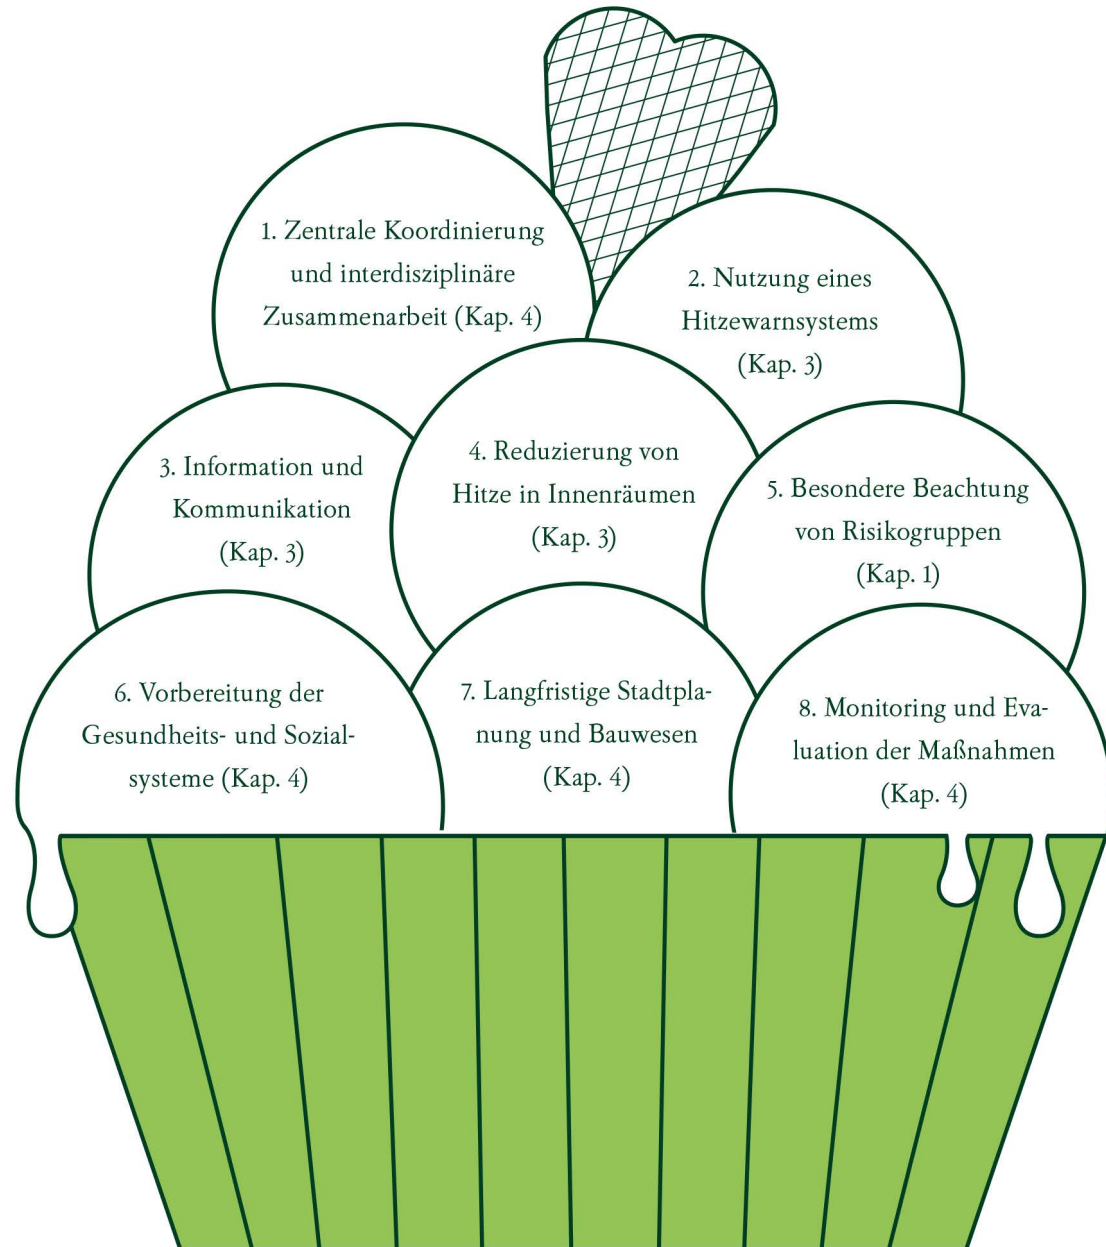 1. Zentrale Koordinierung
und interdisziplinäre
Zusammenarbeit (Kap. 4)
2. Nutzung eines
Hitzewarnsystems
(Kap. 3)
3. Information und
Kommunikation
(Kap. 3)
4. Reduzierung von
Hitze in Innenräumen
(Kap. 3)
5. Besondere Beachtung
von Risikogruppen
(Kap. 1)
6. Vorbereitung der
Gesundheits- und Sozial-
systeme (Kap. 4)
7. Langfristige Stadtpla-
nung und Bauwesen
(Kap. 4)
8. Monitoring und Eva-
luation der Maßnahmen
(Kap. 4)